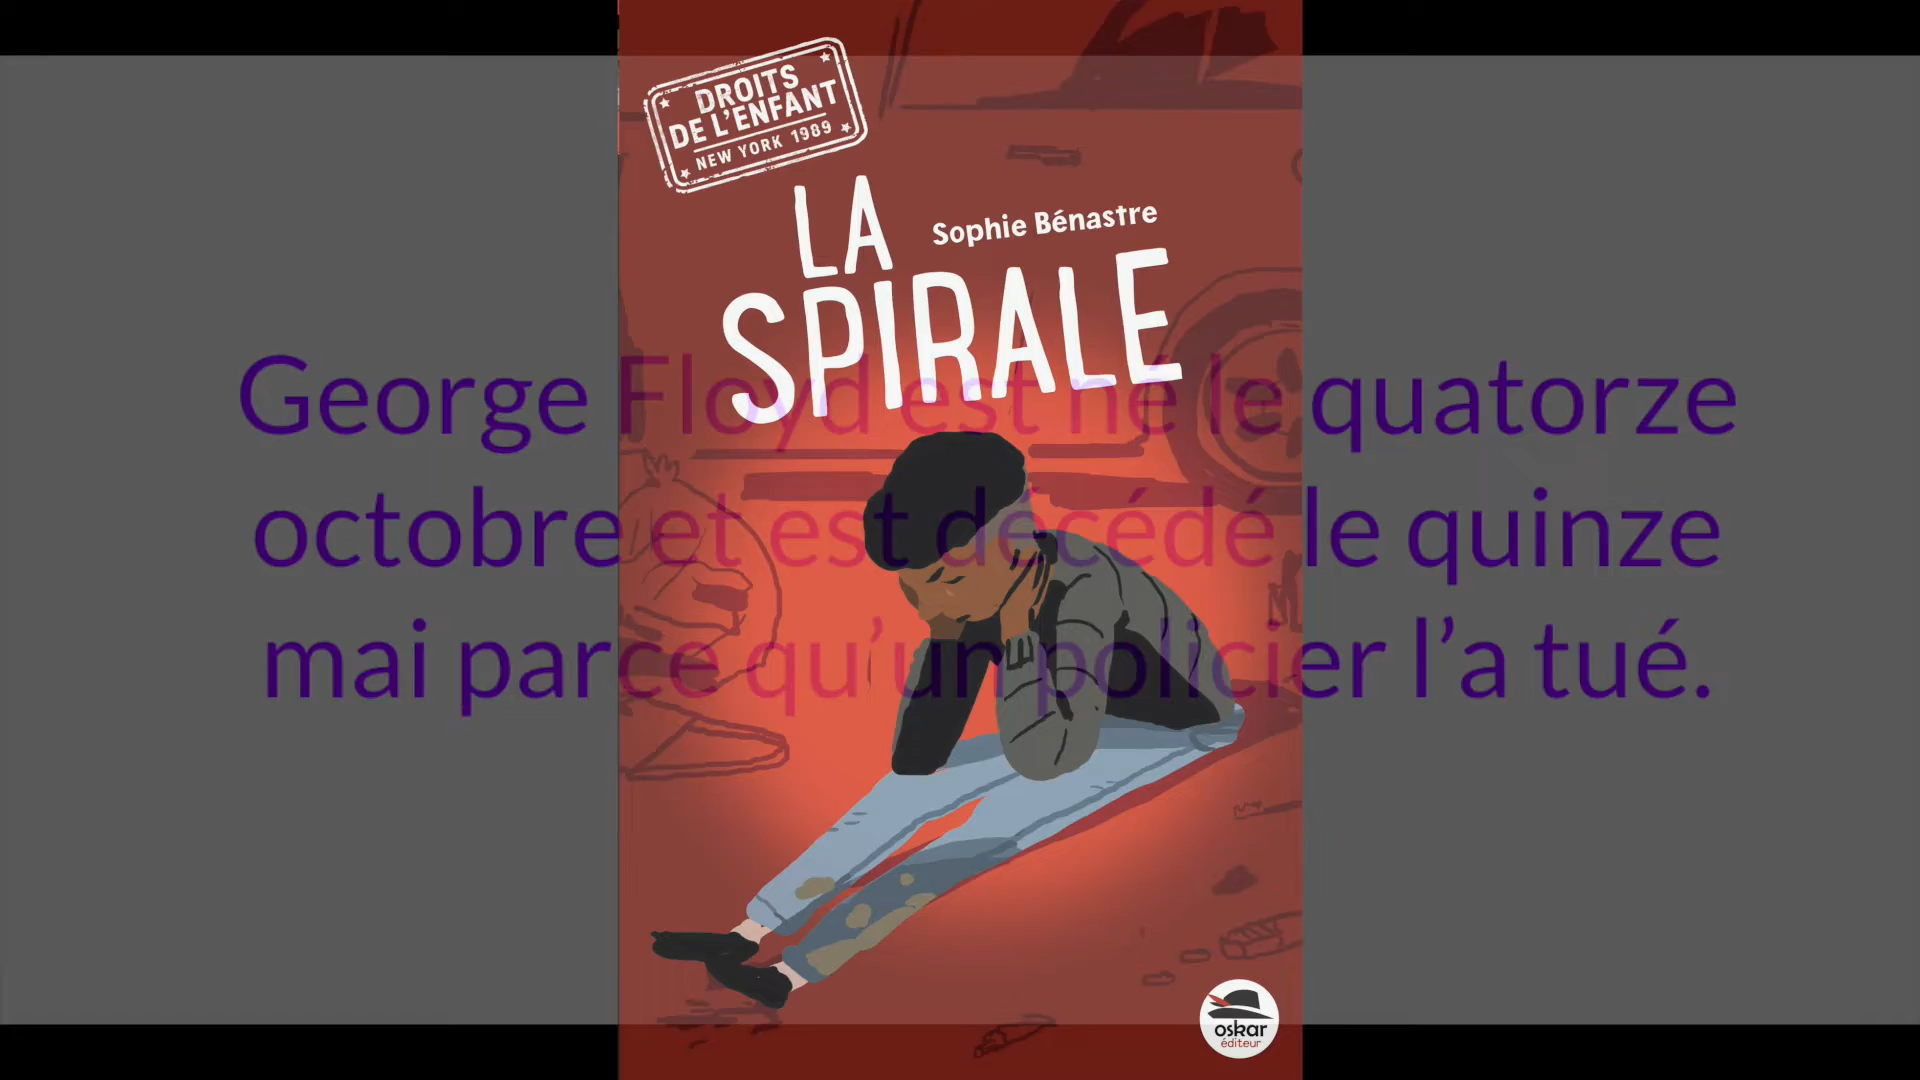 DROITS
DE L'ENFANT
NEW YORK 1989
LA
Sophie Bénastre
SPIRALE
George Floyd est né le quatorze
octobre et est décédé le quinze
mai parce qu’un policier l’a tué.
oskar
éditeur